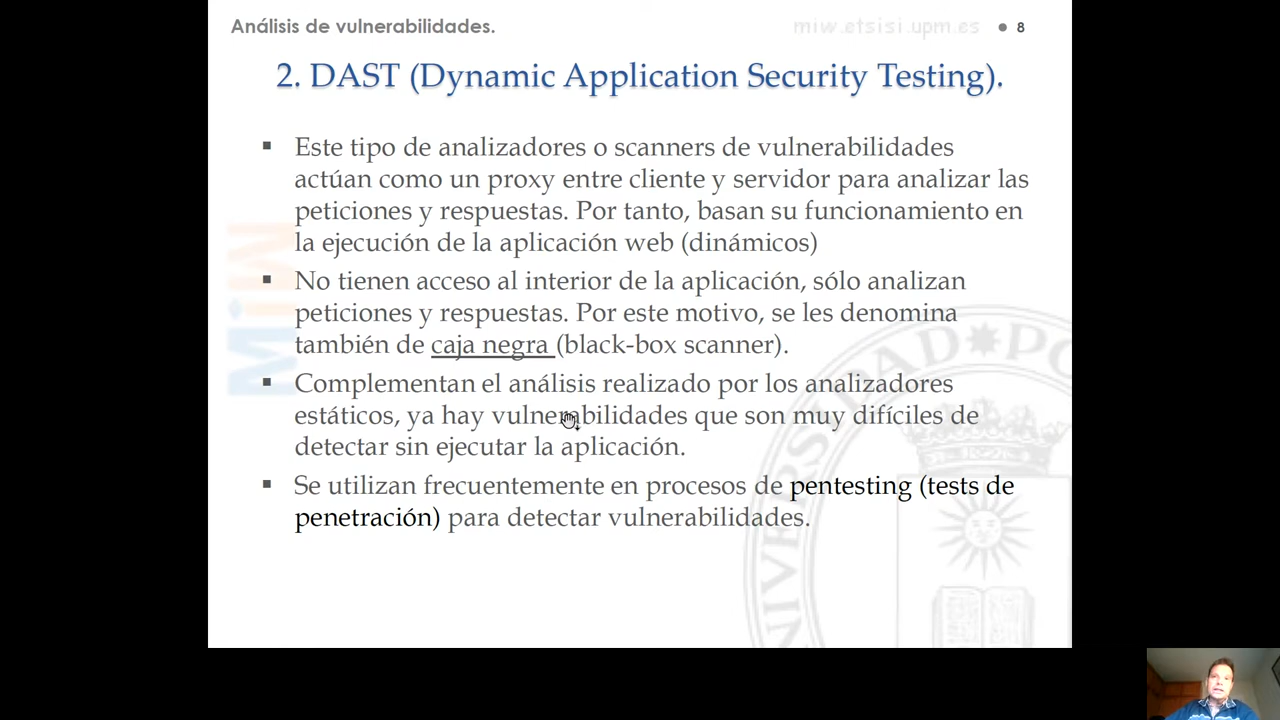 Análisis de vulnerabilidades.
miw.etsisi.upm.es
8
2. DAST (Dynamic Application Security Testing).
▪ Este tipo de analizadores o scanners de vulnerabilidades
actúan como un proxy entre cliente y servidor para analizar las
peticiones y respuestas. Por tanto, basan su funcionamiento en
la ejecución de la aplicación web (dinámicos)
▪ No tienen acceso al interior de la aplicación, sólo analizan
peticiones y respuestas. Por este motivo, se les denomina
también de caja negra (black-box scanner).
▪ Complementan el análisis realizado por los analizadores
estáticos, ya hay vulnerabilidades que son muy difíciles de
detectar sin ejecutar la aplicación.
▪ Se utilizan frecuentemente en procesos de pentesting (tests de
penetración) para detectar vulnerabilidades.
MiW
UNIVERSIDAD PO